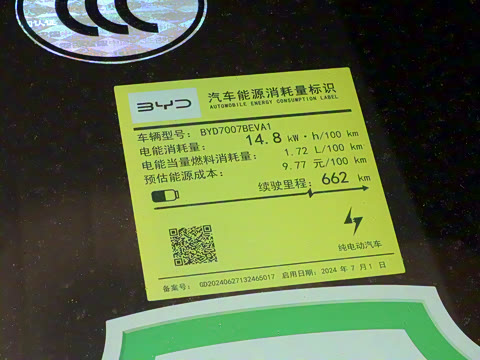 CCC
BYD
汽车能源消耗量标识
AUTOMOBILE ENERGY CONSUMPTION LABEL
车辆型号: BYD7007BEVA1
电能消耗量: 14.8 kW·h/100 km
电能当量燃料消耗量: 1.72 L/100 km
预估能源成本: 9.77 元/100 km
续驶里程: 662 km
纯电动汽车
备案号: GD20240627132465017 启用日期: 2024 年 7 月 1 日